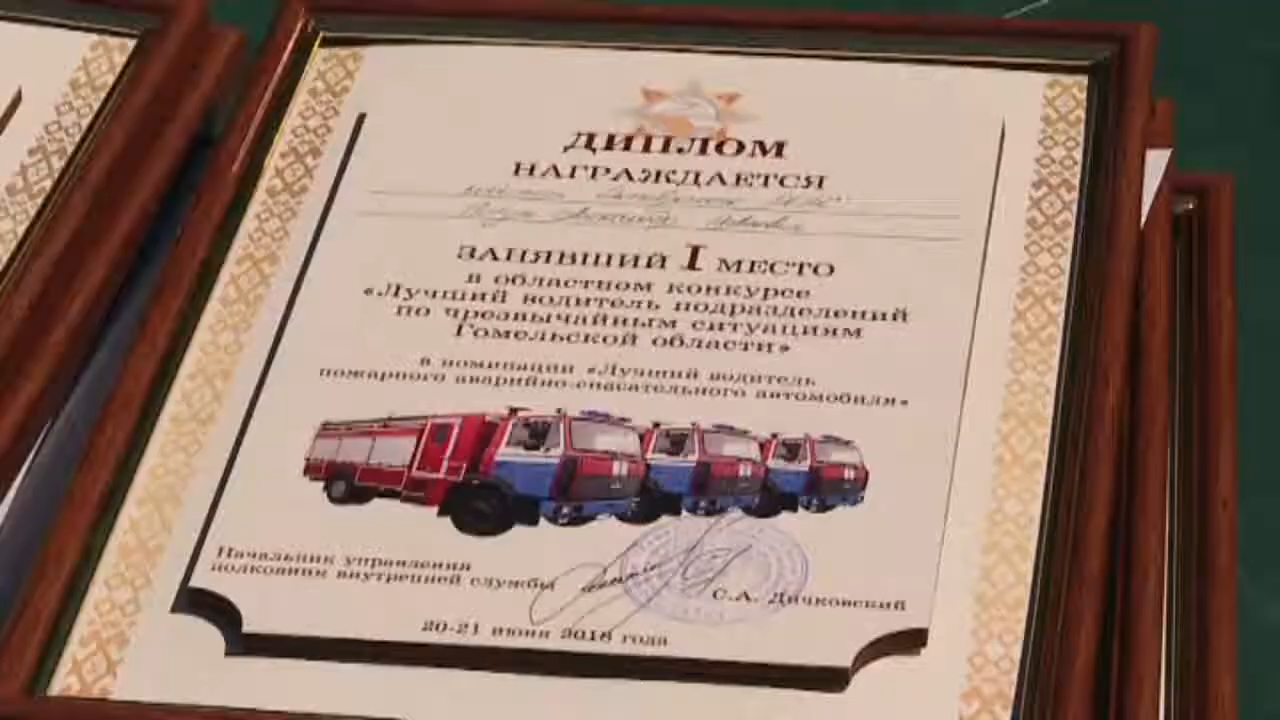 ДИПЛОМ
НАГРАЖДАЕТСЯ
ЗАНЯВШИЙ I МЕСТО
в областном конкурсе
«Лучший водитель подразделений
по чрезвычайным ситуациям
Гомельской области»
в номинации «Лучший водитель
пожарного аварийно-спасательного автомобиля»
Начальник управления
полковник внутренней службы
С.А. Дичковский
20-21 июня 2018 года